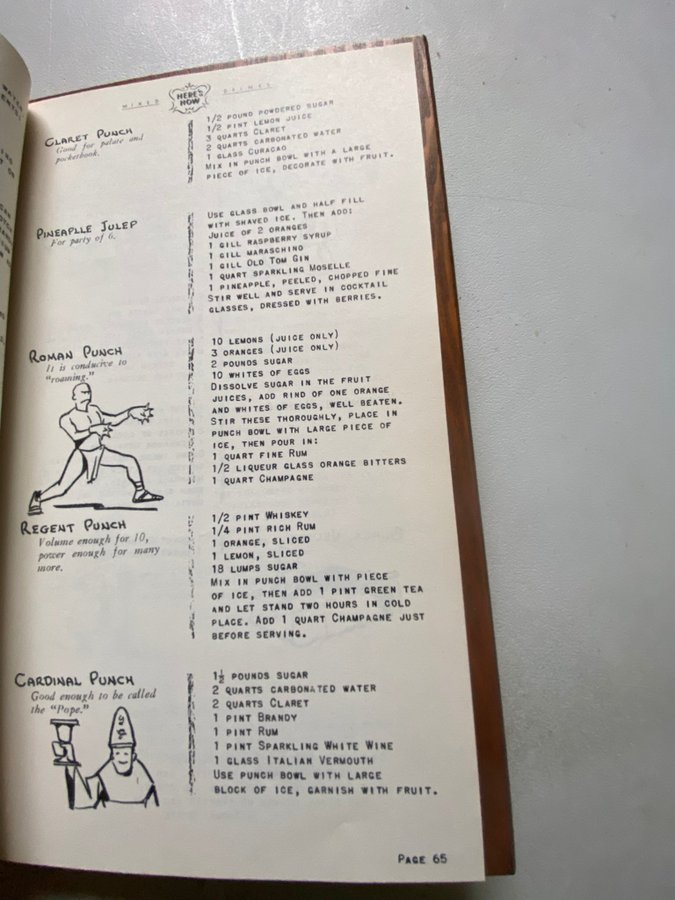 MIXED HERE'S HOW DRINKS
CLARET PUNCH
Good for palate and
pocketbook.
1/2 POUND POWDERED SUGAR
1/2 PINT LEMON JUICE
3 QUARTS CLARET
2 QUARTS CARBONATED WATER
1 GLASS CURACAO
MIX IN PUNCH BOWL WITH A LARGE
PIECE OF ICE, DECORATE WITH FRUIT.
PINEAPLLE JULEP
For party of 6.
USE GLASS BOWL AND HALF FILL
WITH SHAVED ICE. THEN ADD:
JUICE OF 2 ORANGES
1 GILL RASPBERRY SYRUP
1 GILL MARASCHINO
1 GILL OLD TOM GIN
1 QUART SPARKLING MOSELLE
1 PINEAPPLE, PEELED, CHOPPED FINE
STIR WELL AND SERVE IN COCKTAIL
GLASSES, DRESSED WITH BERRIES.
ROMAN PUNCH
It is conducive to
"roaming."
10 LEMONS (JUICE ONLY)
3 ORANGES (JUICE ONLY)
2 POUNDS SUGAR
10 WHITES OF EGGS
DISSOLVE SUGAR IN THE FRUIT
JUICES, ADD RIND OF ONE ORANGE
AND WHITES OF EGGS, WELL BEATEN.
STIR THESE THOROUGHLY, PLACE IN
PUNCH BOWL WITH LARGE PIECE OF
ICE, THEN POUR IN:
1 QUART FINE RUM
1/2 LIQUEUR GLASS ORANGE BITTERS
1 QUART CHAMPAGNE
REGENT PUNCH
Volume enough for 10,
power enough for many
more.
1/2 PINT WHISKEY
1/4 PINT RICH RUM
1 ORANGE, SLICED
1 LEMON, SLICED
18 LUMPS SUGAR
MIX IN PUNCH BOWL WITH PIECE
OF ICE, THEN ADD 1 PINT GREEN TEA
AND LET STAND TWO HOURS IN COLD
PLACE. ADD 1 QUART CHAMPAGNE JUST
BEFORE SERVING.
CARDINAL PUNCH
Good enough to be called
the "Pope."
1½ POUNDS SUGAR
2 QUARTS CARBONATED WATER
2 QUARTS CLARET
1 PINT BRANDY
1 PINT RUM
1 PINT SPARKLING WHITE WINE
1 GLASS ITALIAN VERMOUTH
USE PUNCH BOWL WITH LARGE
BLOCK OF ICE, GARNISH WITH FRUIT.
PAGE 65